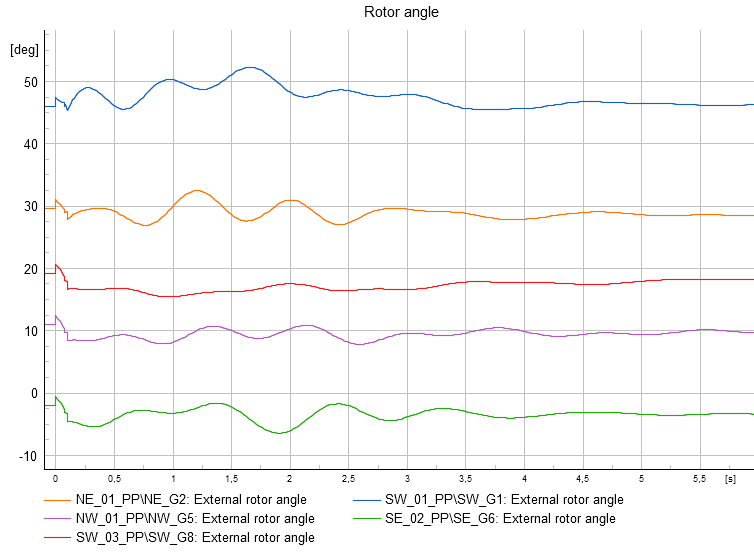 Rotor angle
[deg]
50
40
30
20
10
0
-10
0 0,5 1 1,5 2 2,5 3 3,5 4 4,5 5 5,5 [s]
NE_01_PP\NE_G2: External rotor angle SW_01_PP\SW_G1: External rotor angle
NW_01_PP\NW_G5: External rotor angle SE_02_PP\SE_G6: External rotor angle
SW_03_PP\SW_G8: External rotor angle